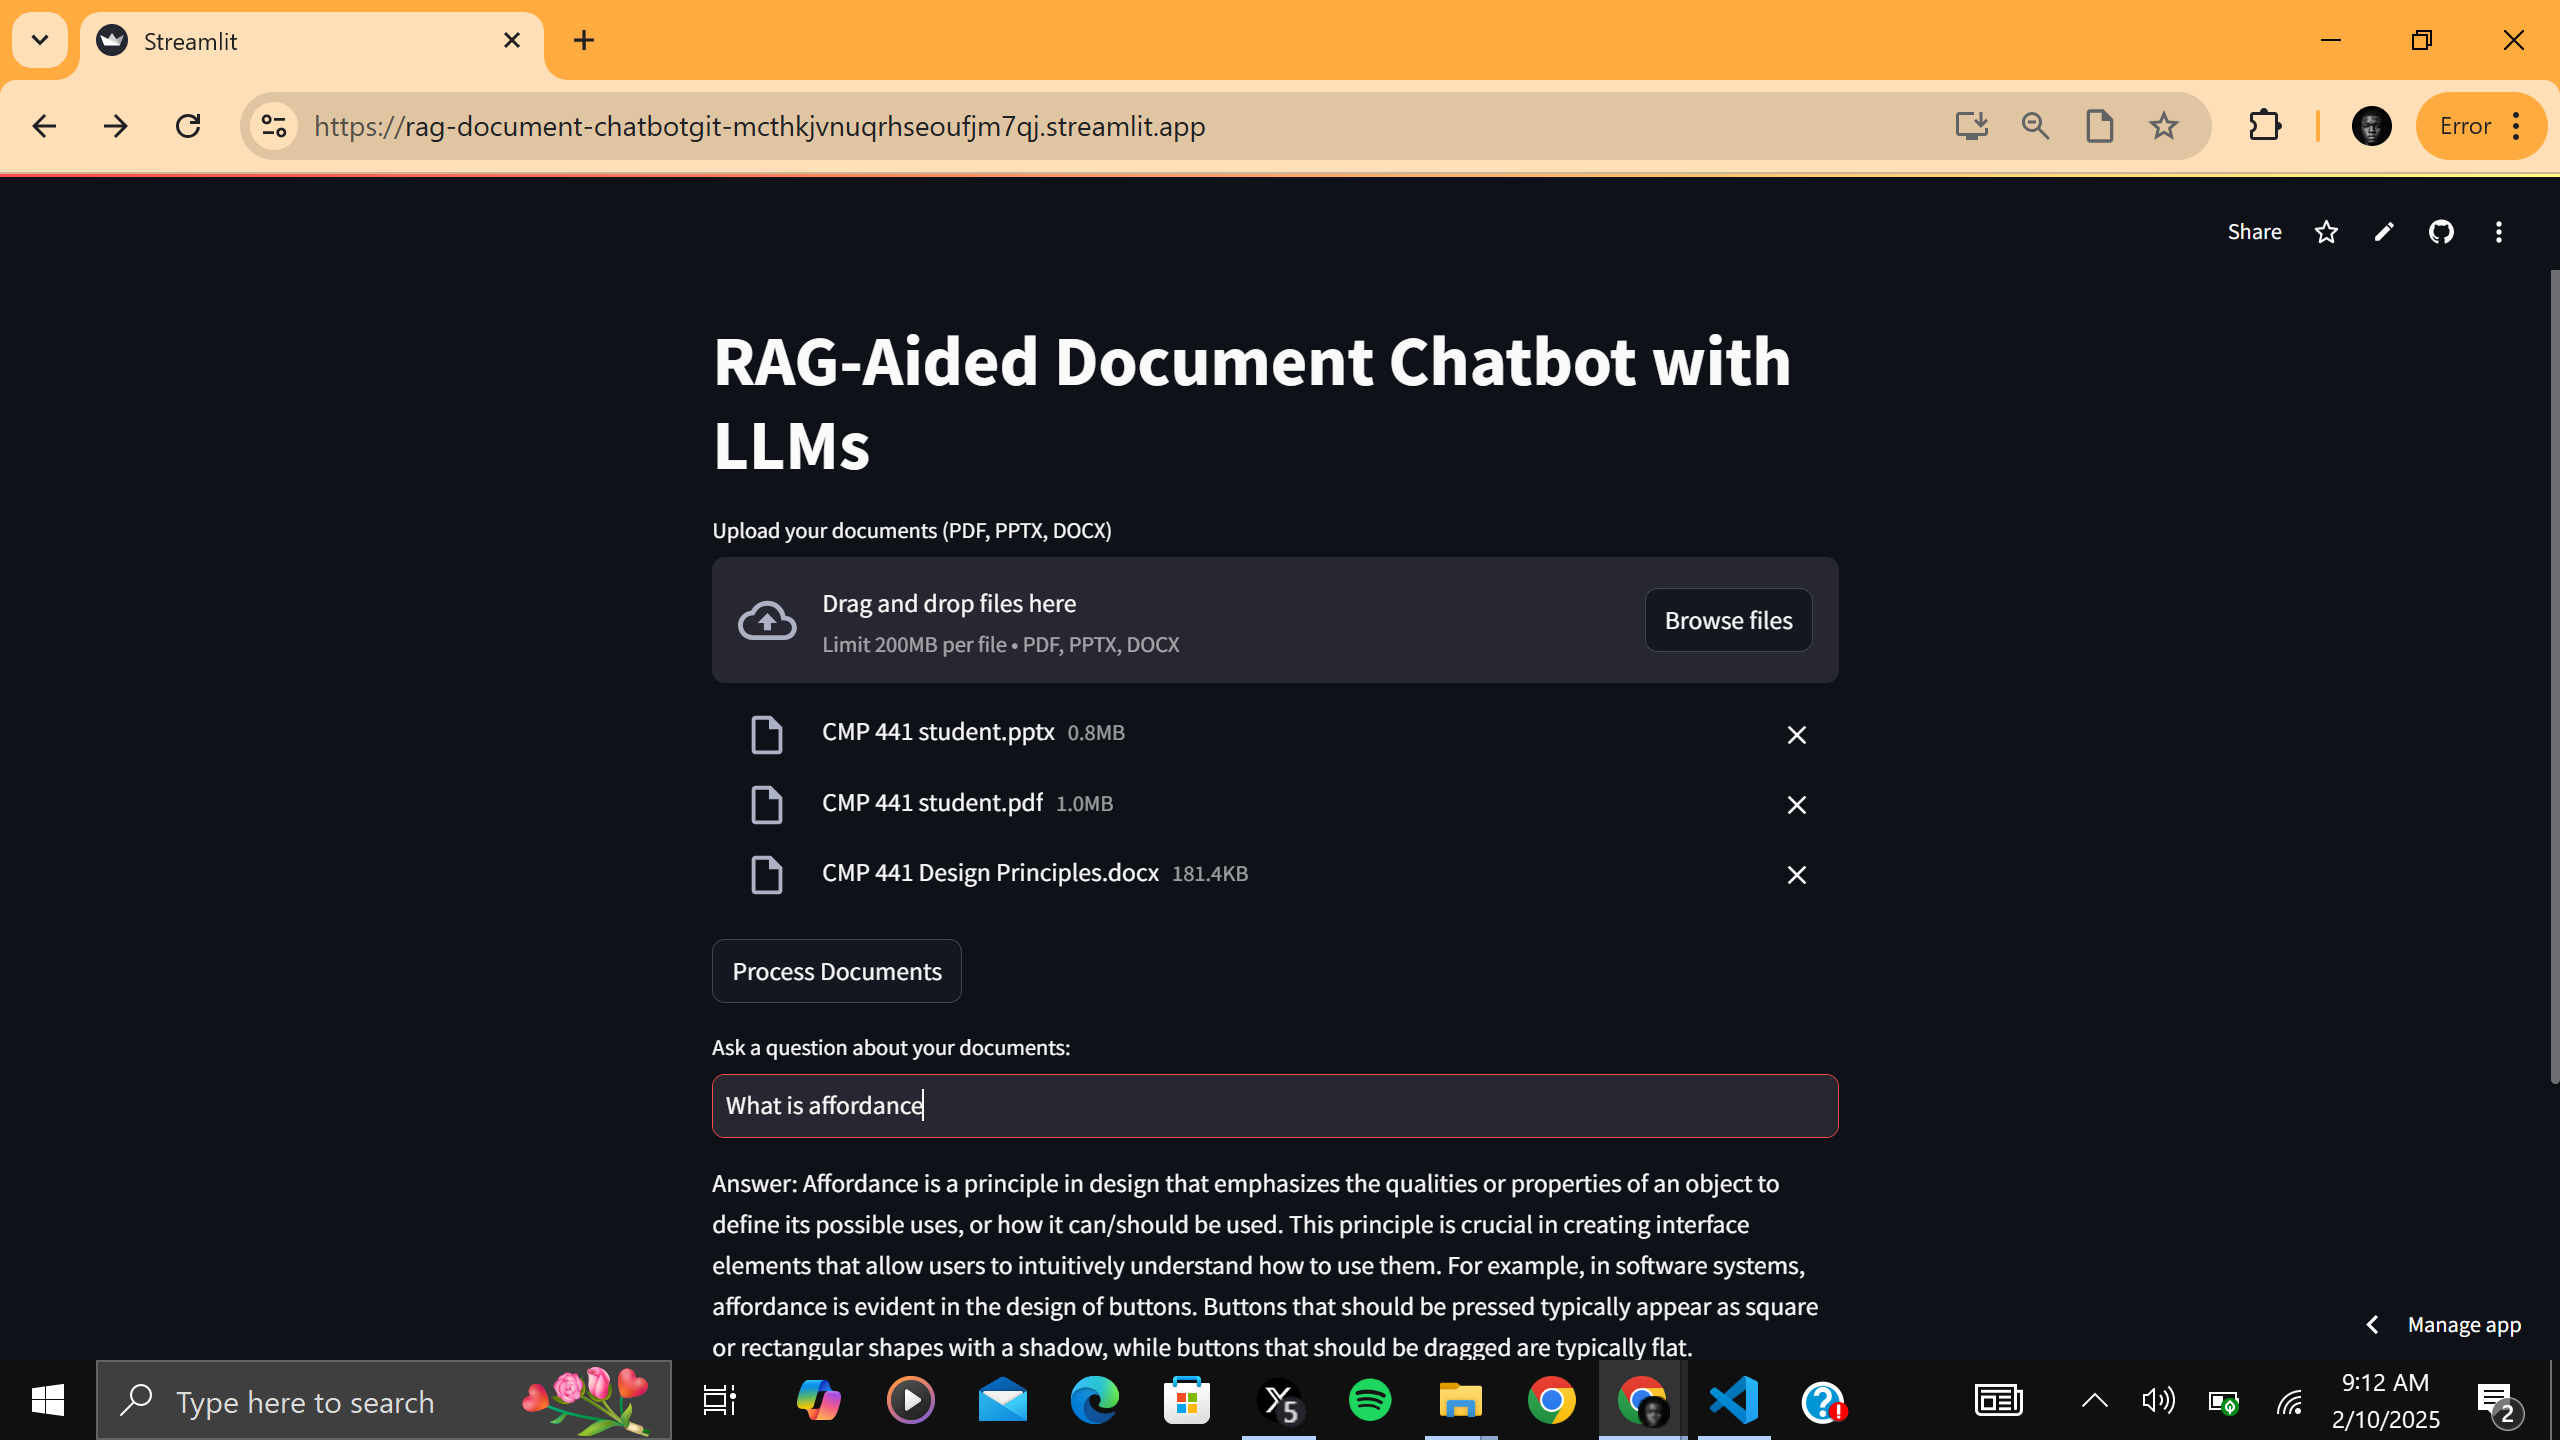 Streamlit
https://rag-document-chatbotgit-mcthkjvnuqrhseoufjm7qj.streamlit.app
Error
Share
RAG-Aided Document Chatbot with
LLMs
Upload your documents (PDF, PPTX, DOCX)
Drag and drop files here
Limit 200MB per file • PDF, PPTX, DOCX
Browse files
CMP 441 student.pptx 0.8MB
CMP 441 student.pdf 1.0MB
CMP 441 Design Principles.docx 181.4KB
Process Documents
Ask a question about your documents:
What is affordance
Answer: Affordance is a principle in design that emphasizes the qualities or properties of an object to
define its possible uses, or how it can/should be used. This principle is crucial in creating interface
elements that allow users to intuitively understand how to use them. For example, in software systems,
affordance is evident in the design of buttons. Buttons that should be pressed typically appear as square
or rectangular shapes with a shadow, while buttons that should be dragged are typically flat.
Manage app
Type here to search
5
9:12 AM
2/10/2025
2